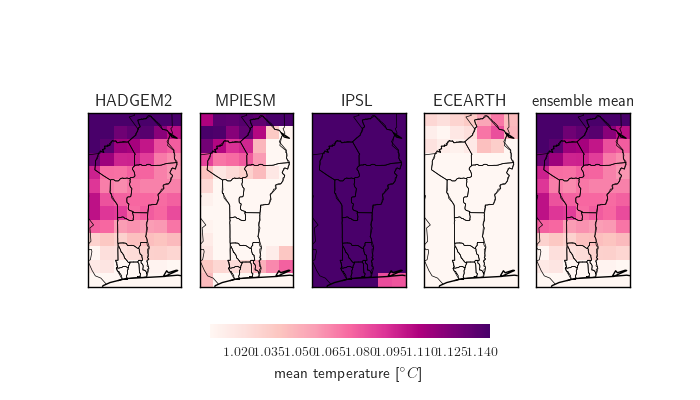 HADGEM2 MPIESM IPSL ECEARTH ensemble mean
1.020 1.035 1.050 1.065 1.080 1.095 1.110 1.125 1.140
mean temperature [°C]